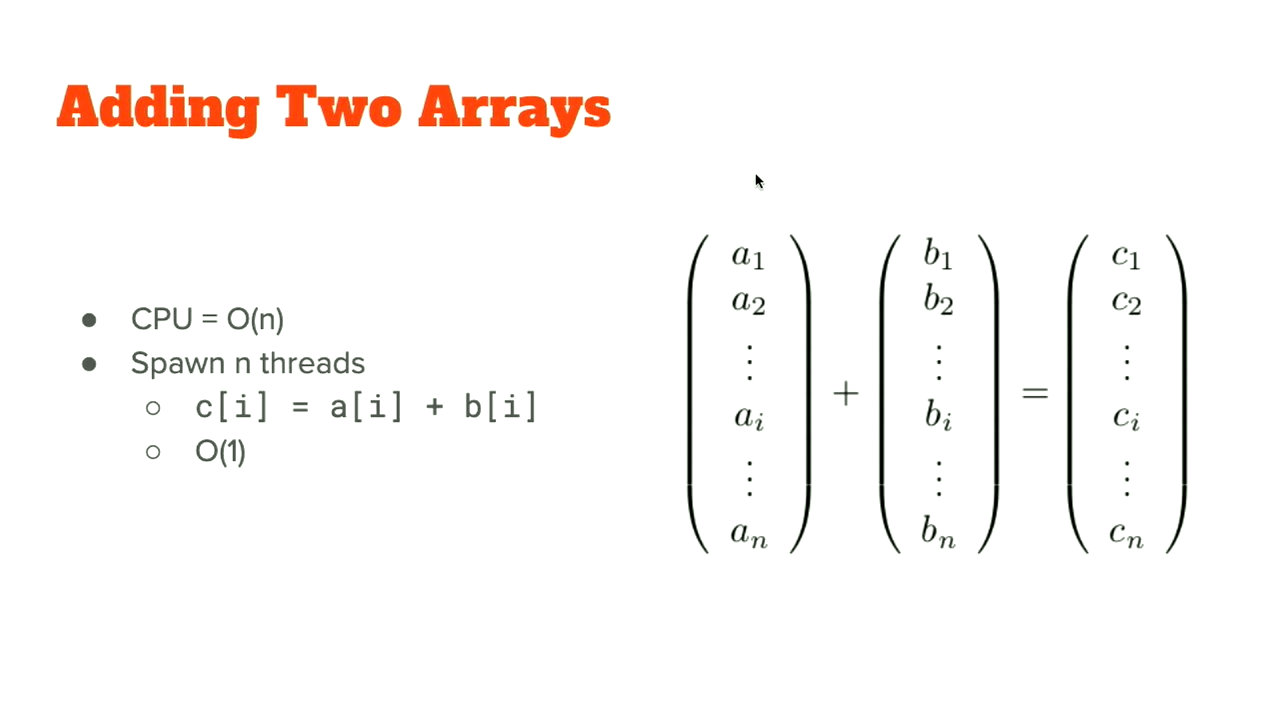 Adding Two Arrays
● CPU = O(n)
● Spawn n threads
○ c[i] = a[i] + b[i]
○ O(1)
( a₁ a₂ ⋮ aᵢ ⋮ aₙ ) + ( b₁ b₂ ⋮ bᵢ ⋮ bₙ ) = ( c₁ c₂ ⋮ cᵢ ⋮ cₙ )